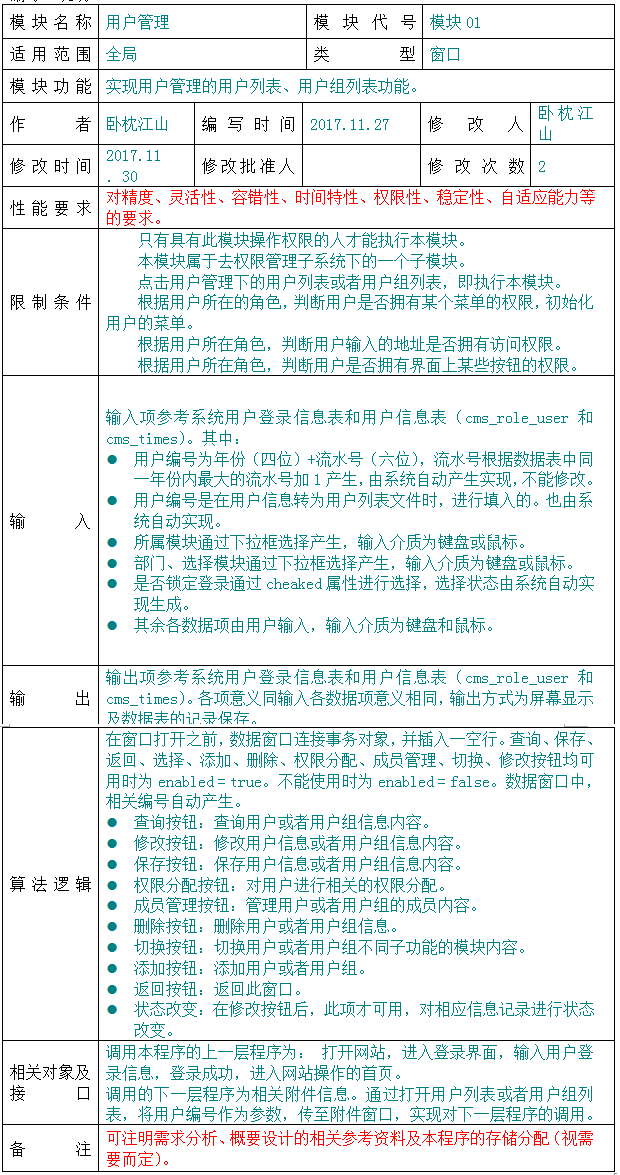 模块名称 用户管理 模块代号 模块01
适用范围 全局 类型 窗口
模块功能 实现用户管理的用户列表、用户组列表功能。
作者 卧枕江山 编写时间 2017.11.27 修改人 卧枕江
山
修改时间 2017.11
.30 修改批准人 修改次数 2
性能要求 对精度、灵活性、容错性、时间特性、权限性、稳定性、自适应能力等
的要求。
限制条件
只有具有此模块操作权限的人才能执行本模块。
本模块属于去权限管理子系统下的一个子模块。
点击用户管理下的用户列表或者用户组列表，即执行本模块。
根据用户所在的角色，判断用户是否拥有某个菜单的权限，初始化
用户的菜单。
根据用户所在角色，判断用户输入的地址是否拥有访问权限。
根据用户所在角色，判断用户是否拥有界面上某些按钮的权限。
输入
输入项参考系统用户登录信息表和用户信息表（cms_role_user 和
cms_times）。其中：
● 用户编号为年份（四位）+流水号（六位），流水号根据数据表中同
一年份内最大的流水号加1产生，由系统自动产生实现，不能修改。
● 用户编号是在用户信息转为用户列表文件时，进行填入的。也由系
统自动实现。
● 所属模块通过下拉框选择产生，输入介质为键盘或鼠标。
● 部门、选择模块通过下拉框选择产生，输入介质为键盘或鼠标。
● 是否锁定登录通过cheaked属性进行选择，选择状态由系统自动实
现生成。
● 其余各数据项由用户输入，输入介质为键盘和鼠标。
输出
输出项参考系统用户登录信息表和用户信息表（cms_role_user 和
cms_times）。各项意义同输入各数据项意义相同，输出方式为屏幕显示
及数据表的记录保存。
算法逻辑
在窗口打开之前，数据窗口连接事务对象，并插入一空行。查询、保存、
返回、选择、添加、删除、权限分配、成员管理、切换、修改按钮均可
用时为enabled=true。不能使用时为enabled=false。数据窗口中，
相关编号自动产生。
● 查询按钮：查询用户或者用户组信息内容。
● 修改按钮：修改用户信息或者用户组信息内容。
● 保存按钮：保存用户信息或者用户组信息内容。
● 权限分配按钮：对用户进行相关的权限分配。
● 成员管理按钮：管理用户或者用户组的成员内容。
● 删除按钮：删除用户或者用户组信息。
● 切换按钮：切换用户或者用户组不同子功能的模块内容。
● 添加按钮：添加用户或者用户组。
● 返回按钮：返回此窗口。
● 状态改变：在修改按钮后，此项才可用，对相应信息记录进行状态
改变。
相关对象及
接口
调用本程序的上一层程序为： 打开网站，进入登录界面，输入用户登
录信息，登录成功，进入网站操作的首页。
调用的下一层程序为相关附件信息。通过打开用户列表或者用户组列
表，将用户编号作为参数，传至附件窗口，实现对下一层程序的调用。
备注
可注明需求分析、概要设计的相关参考资料及本程序的存储分配（视需
要而定）。